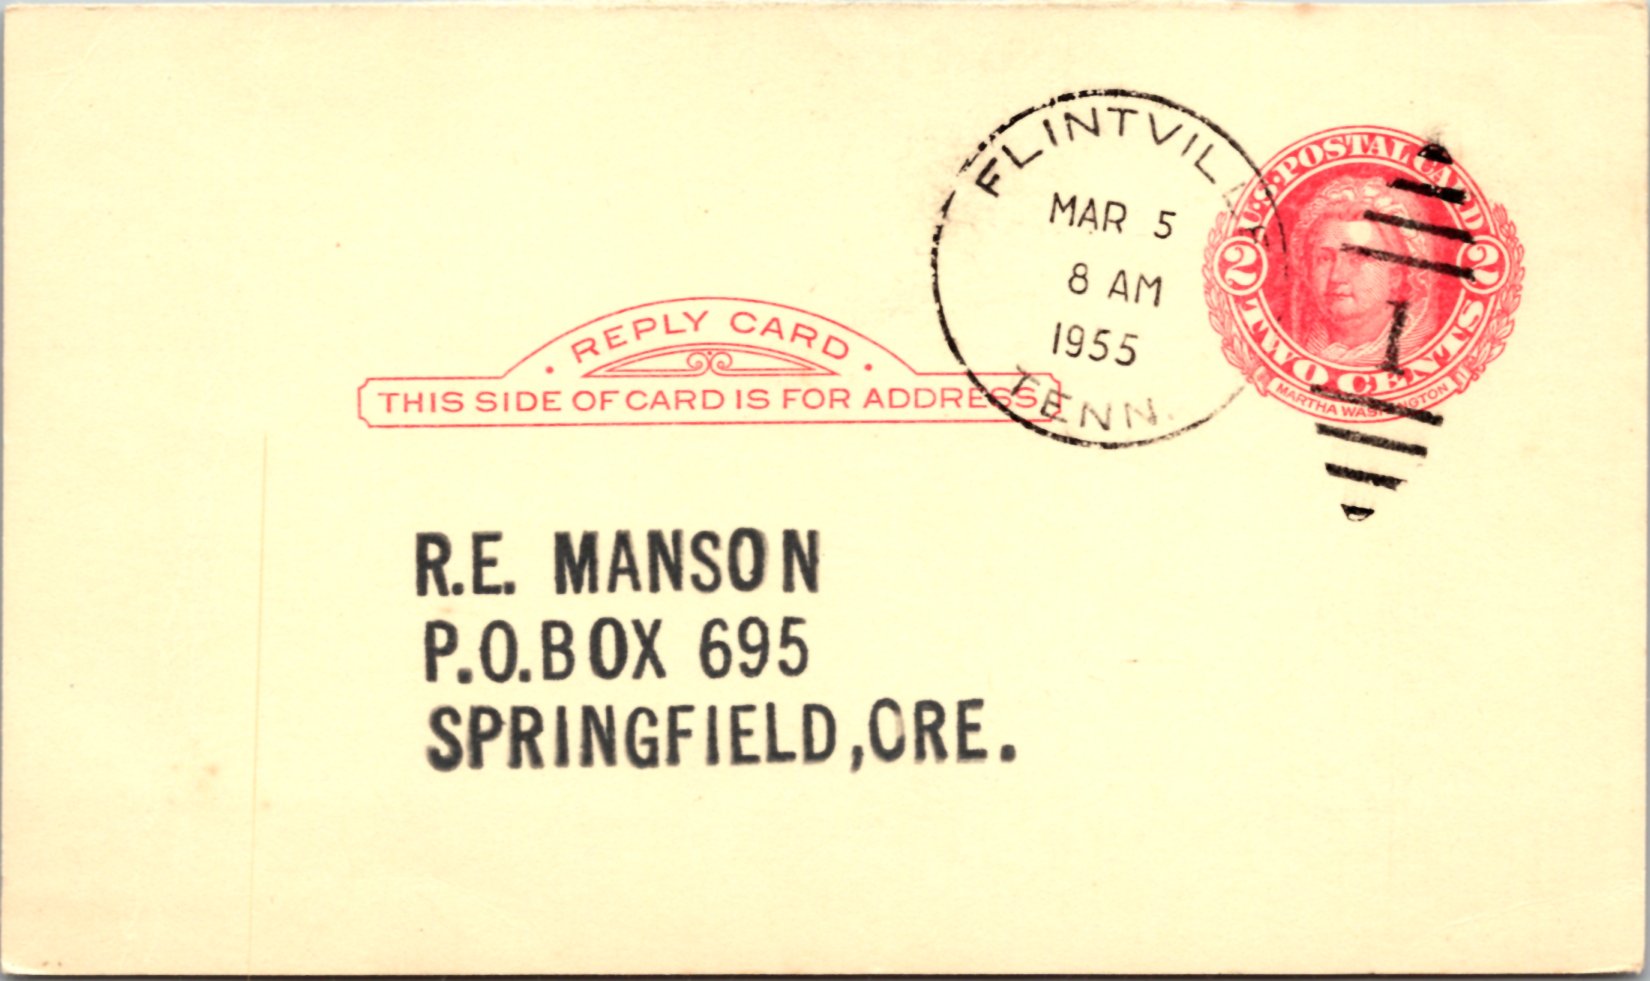 FLINTVIL
MAR 5
8 AM
1955
TENN.
U·S·POSTAL CARD
2 2
1
TWO CENTS
MARTHA WASHINGTON
· REPLY CARD ·
THIS SIDE OF CARD IS FOR ADDRESS
R.E. MANSON
P.O.BOX 695
SPRINGFIELD,ORE.